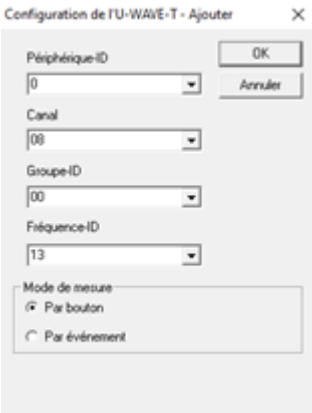 Configuration de l'U-WAVE-T - Ajouter
Périphérique-ID
0
OK
Annuler
Canal
08
Groupe-ID
00
Fréquence-ID
13
Mode de mesure
Par bouton
Par événement